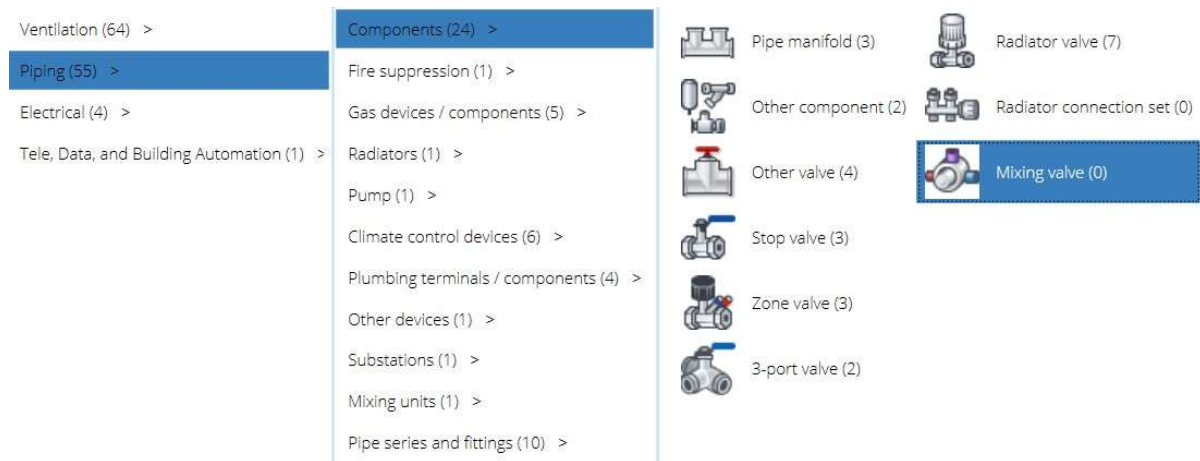 Ventilation (64) >
Piping (55) >
Electrical (4) >
Tele, Data, and Building Automation (1) >
Components (24) >
Fire suppression (1) >
Gas devices / components (5) >
Radiators (1) >
Pump (1) >
Climate control devices (6) >
Plumbing terminals / components (4) >
Other devices (1) >
Substations (1) >
Mixing units (1) >
Pipe series and fittings (10) >
Pipe manifold (3)
Other component (2)
Other valve (4)
Stop valve (3)
Zone valve (3)
3-port valve (2)
Radiator valve (7)
Radiator connection set (0)
Mixing valve (0)